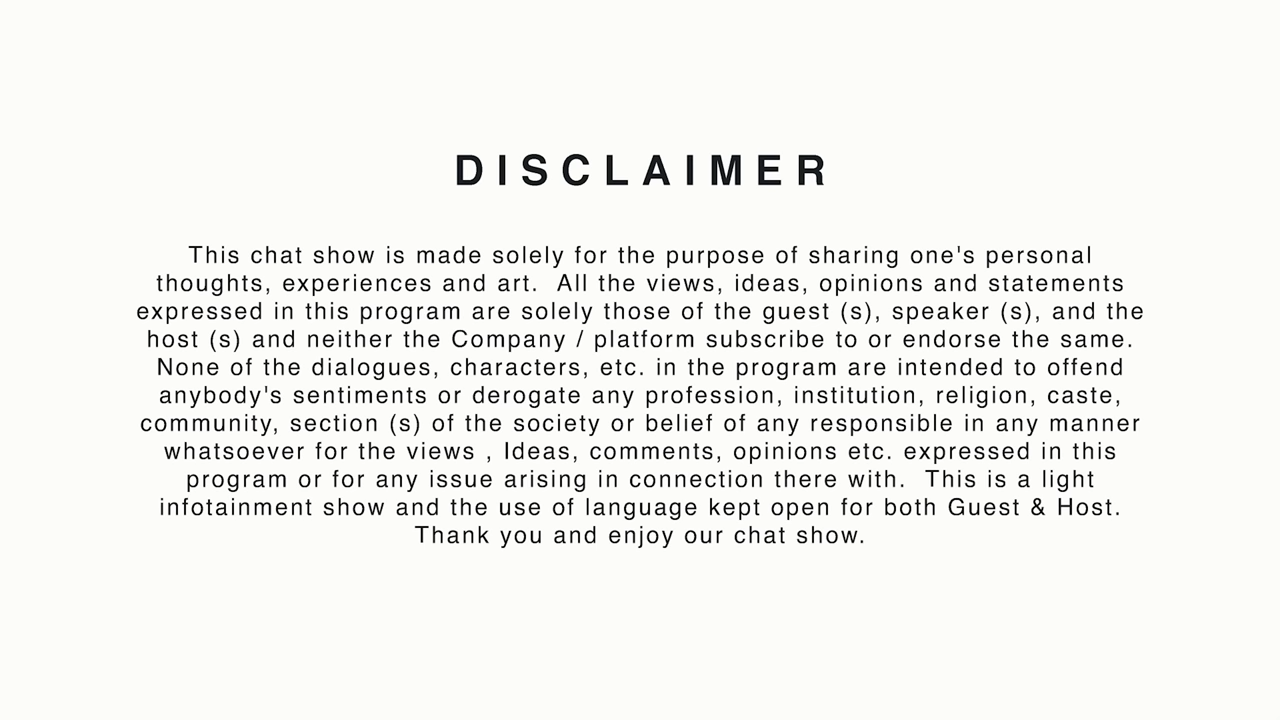 DISCLAIMER
This chat show is made solely for the purpose of sharing one's personal
thoughts, experiences and art.  All the views, ideas, opinions and statements
expressed in this program are solely those of the guest (s), speaker (s), and the
host (s) and neither the Company / platform subscribe to or endorse the same.
None of the dialogues, characters, etc. in the program are intended to offend
anybody's sentiments or derogate any profession, institution, religion, caste,
community, section (s) of the society or belief of any responsible in any manner
whatsoever for the views , Ideas, comments, opinions etc. expressed in this
program or for any issue arising in connection there with.  This is a light
infotainment show and the use of language kept open for both Guest & Host.
Thank you and enjoy our chat show.